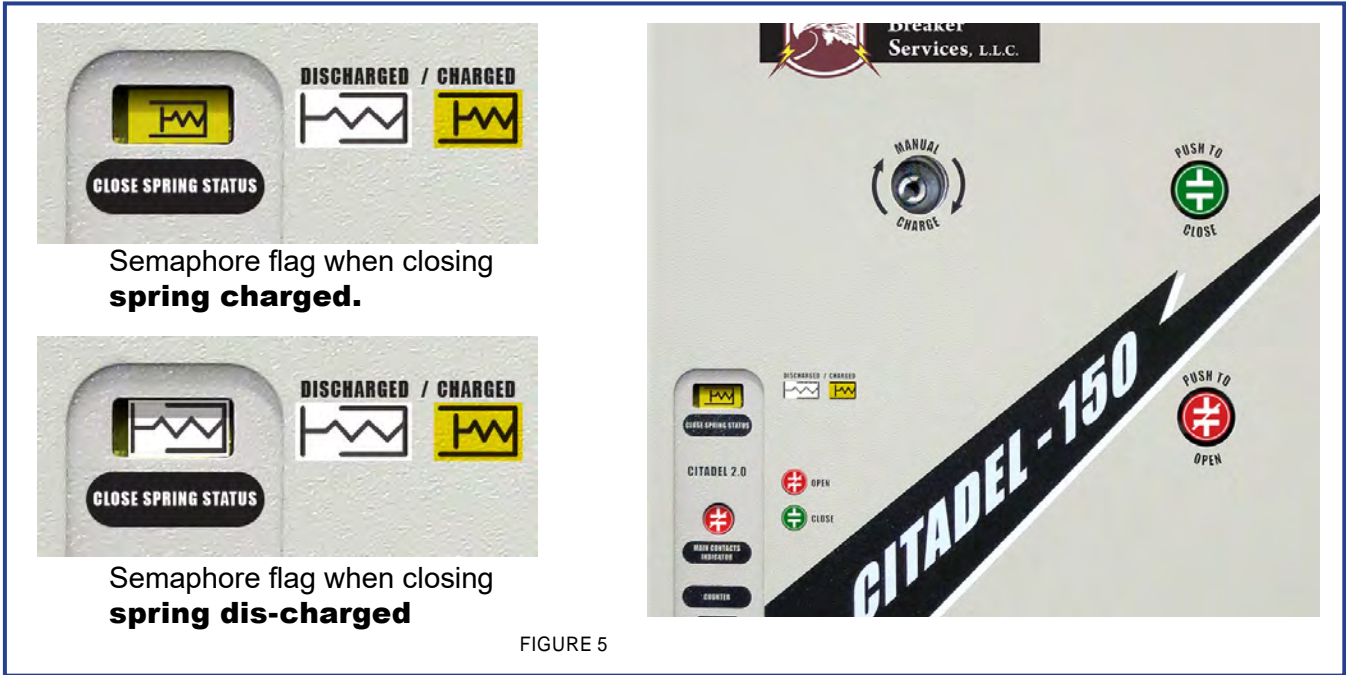 DISCHARGED / CHARGED
CLOSE SPRING STATUS
Semaphore flag when closing
spring charged.
DISCHARGED / CHARGED
CLOSE SPRING STATUS
Semaphore flag when closing
spring dis-charged
Breaker
Services, L.L.C.
MANUAL
CHARGE
PUSH TO
CLOSE
DISCHARGED / CHARGED
CLOSE SPRING STATUS
CITADEL 2.0
OPEN
CLOSE
MAIN CONTACTS
INDICATOR
COUNTER
CITADEL-150
PUSH TO
OPEN
FIGURE 5